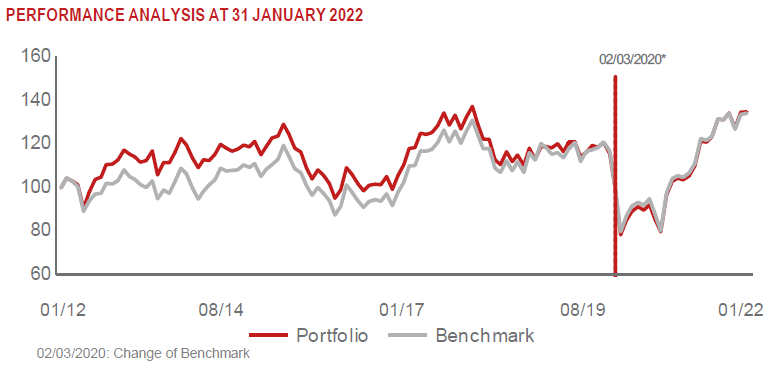 PERFORMANCE ANALYSIS AT 31 JANUARY 2022
160
02/03/2020*
140
120
100
80
60
01/12 08/14 01/17 08/19 01/22
Portfolio Benchmark
02/03/2020: Change of Benchmark